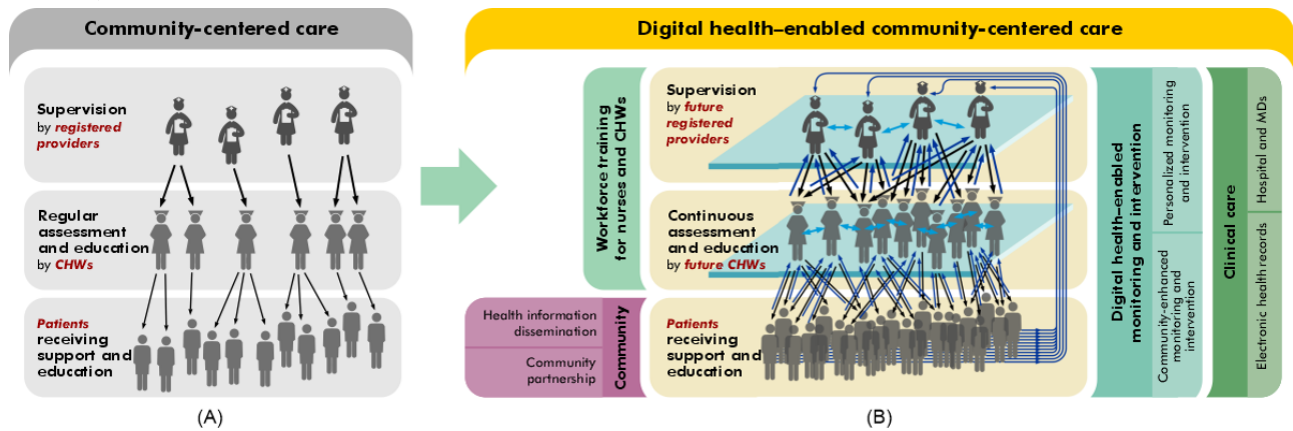 Community-centered care
Supervision
by registered
providers
Regular
assessment and
education
by CHWs
Patients
receiving
support and
education
(A)
Digital health–enabled community-centered care
Workforce training
for nurses and CHWs
Supervision
by future
registered
providers
Continuous
assessment and
education
by future CHWs
Health information
dissemination
Community
partnership
Community
Patients
receiving
support and
education
Digital health–enabled
monitoring and intervention
Personalized monitoring
and intervention
Community-enhanced
monitoring and
intervention
Clinical care
Hospital and MDs
Electronic health records
(B)